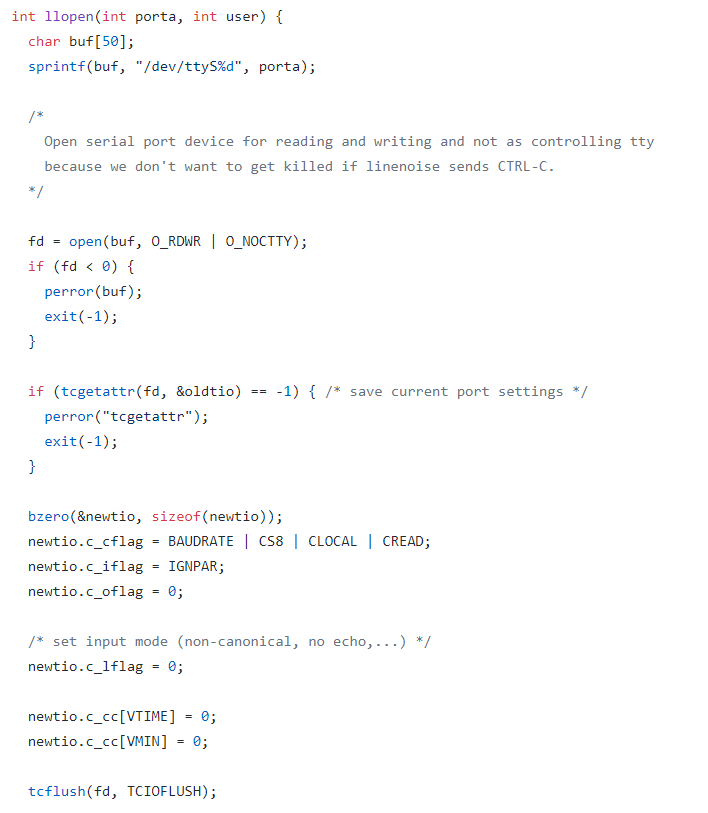 int llopen(int porta, int user) {
char buf[50];
sprintf(buf, "/dev/ttyS%d", porta);
/*
Open serial port device for reading and writing and not as controlling tty
because we don't want to get killed if linenoise sends CTRL-C.
*/
fd = open(buf, O_RDWR | O_NOCTTY);
if (fd < 0) {
perror(buf);
exit(-1);
}
if (tcgetattr(fd, &oldtio) == -1) { /* save current port settings */
perror("tcgetattr");
exit(-1);
}
bzero(&newtio, sizeof(newtio));
newtio.c_cflag = BAUDRATE | CS8 | CLOCAL | CREAD;
newtio.c_iflag = IGNPAR;
newtio.c_oflag = 0;
/* set input mode (non-canonical, no echo,...) */
newtio.c_lflag = 0;
newtio.c_cc[VTIME] = 0;
newtio.c_cc[VMIN] = 0;
tcflush(fd, TCIOFLUSH);